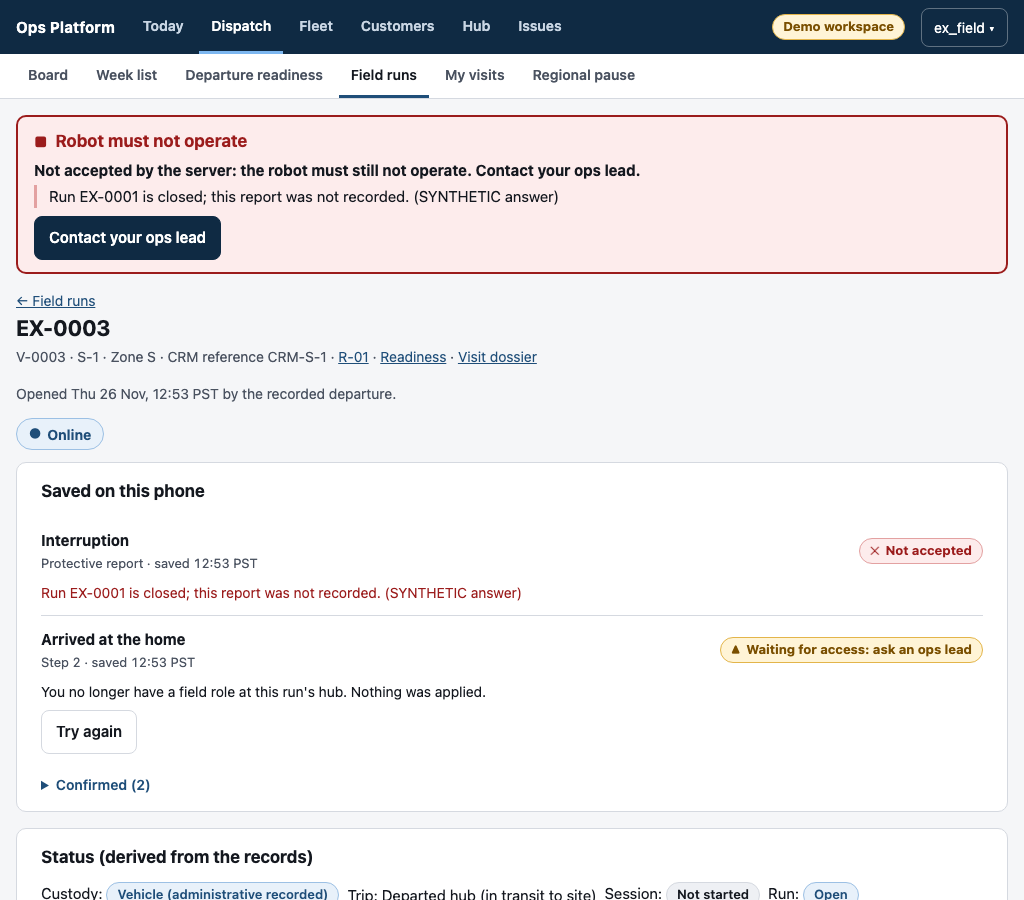 Ops Platform Today Dispatch Fleet Customers Hub Issues Demo workspace ex_field ▾
Board Week list Departure readiness Field runs My visits Regional pause
Robot must not operate
Not accepted by the server: the robot must still not operate. Contact your ops lead.
Run EX-0001 is closed; this report was not recorded. (SYNTHETIC answer)
Contact your ops lead
← Field runs
EX-0003
V-0003 · S-1 · Zone S · CRM reference CRM-S-1 · R-01 · Readiness · Visit dossier
Opened Thu 26 Nov, 12:53 PST by the recorded departure.
Online
Saved on this phone
Interruption
Protective report · saved 12:53 PST
✕ Not accepted
Run EX-0001 is closed; this report was not recorded. (SYNTHETIC answer)
Arrived at the home
Step 2 · saved 12:53 PST
▲ Waiting for access: ask an ops lead
You no longer have a field role at this run's hub. Nothing was applied.
Try again
▶ Confirmed (2)
Status (derived from the records)
Custody: Vehicle (administrative recorded) Trip: Departed hub (in transit to site) Session: Not started Run: Open